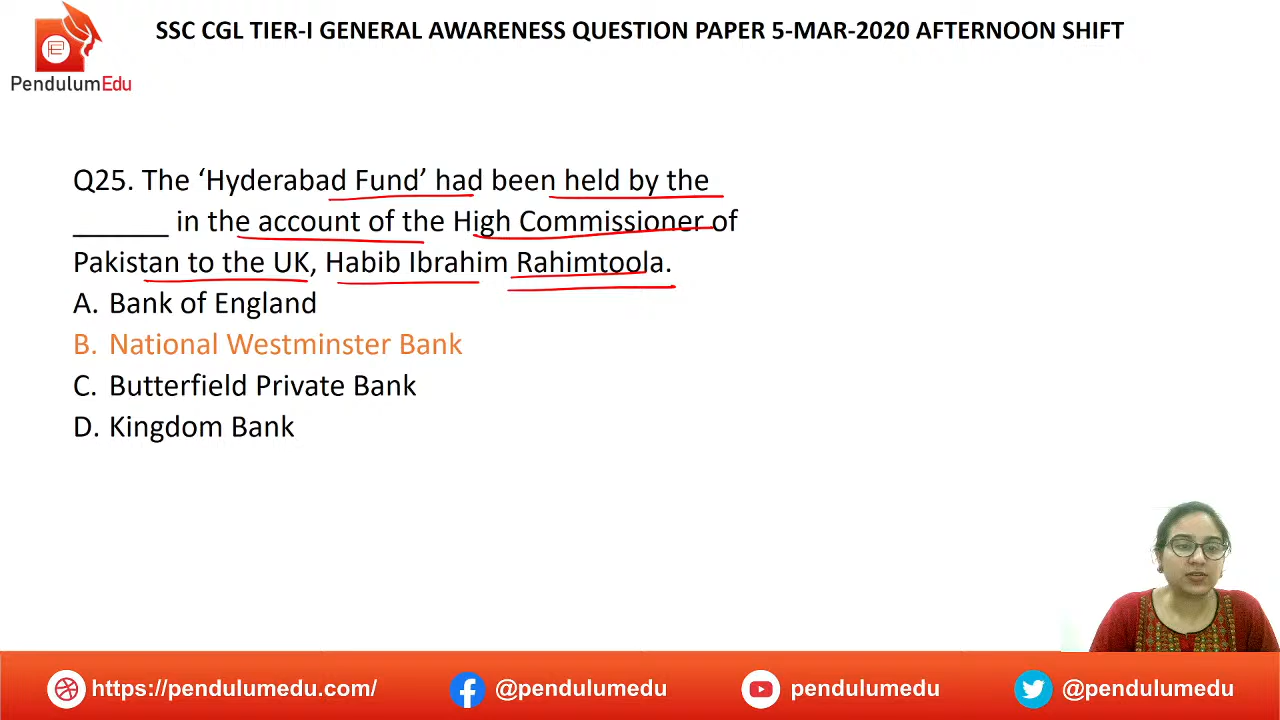 SSC CGL TIER-I GENERAL AWARENESS QUESTION PAPER 5-MAR-2020 AFTERNOON SHIFT
PendulumEdu
Q25. The ‘Hyderabad Fund’ had been held by the
______ in the account of the High Commissioner of
Pakistan to the UK, Habib Ibrahim Rahimtoola.
A. Bank of England
B. National Westminster Bank
C. Butterfield Private Bank
D. Kingdom Bank
https://pendulumedu.com/ @pendulumedu pendulumedu @pendulumedu